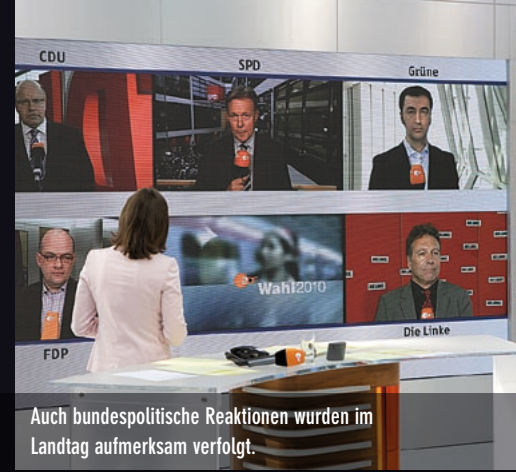 CDU
SPD
Grüne
Wahl2010
FDP
Die Linke
Auch bundespolitische Reaktionen wurden im
Landtag aufmerksam verfolgt.